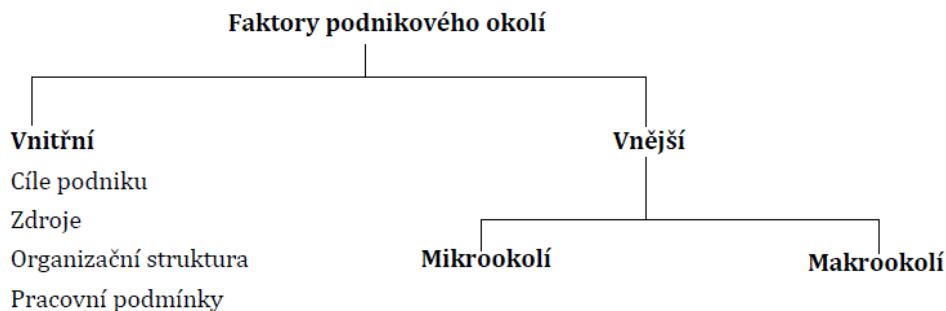 Faktory podnikového okolí
Vnitřní
Vnější
Cíle podniku
Zdroje
Organizační struktura
Pracovní podmínky
Mikrookolí
Makrookolí